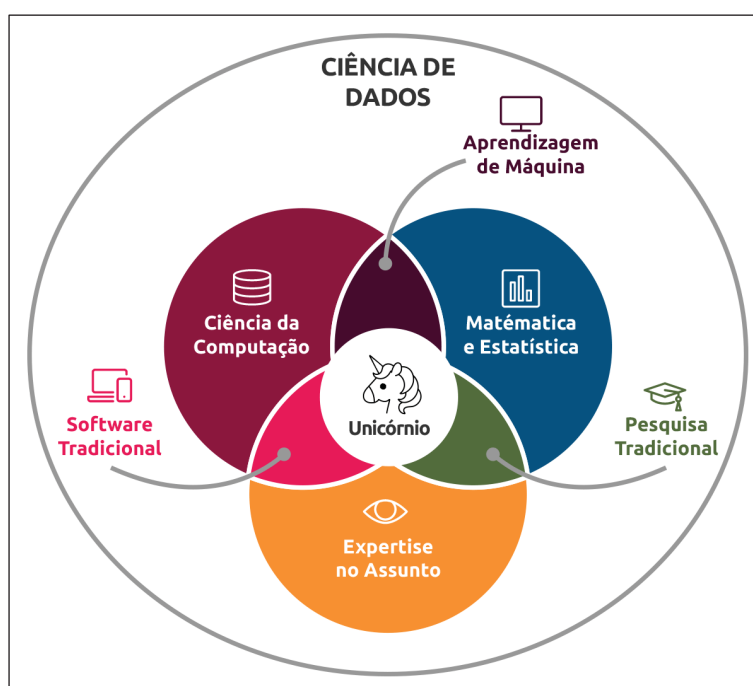 CIÊNCIA DE
DADOS
Aprendizagem
de Máquina
Ciência da
Computação
Matématica
e Estatística
Software
Tradicional
Unicórnio
Pesquisa
Tradicional
Expertise
no Assunto